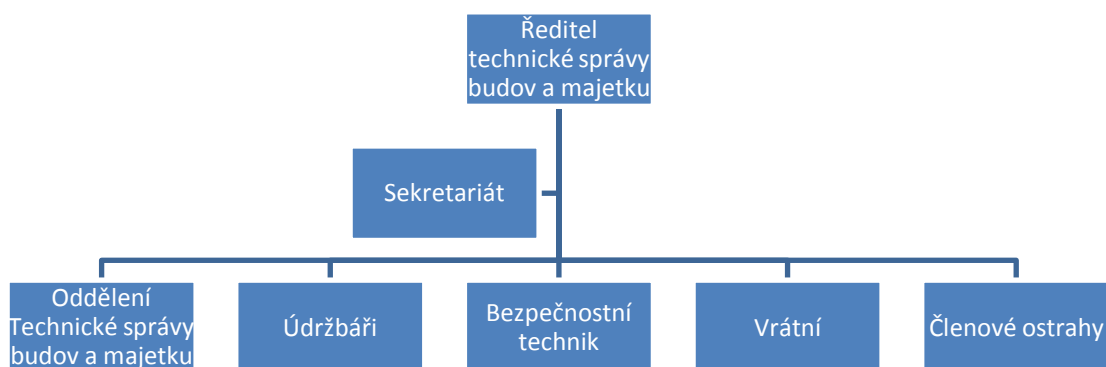 Ředitel
technické správy
budov a majetku
Sekretariát
Oddělení
Technické správy
budov a majetku
Údržbáři
Bezpečnostní
technik
Vrátní
Členové ostrahy